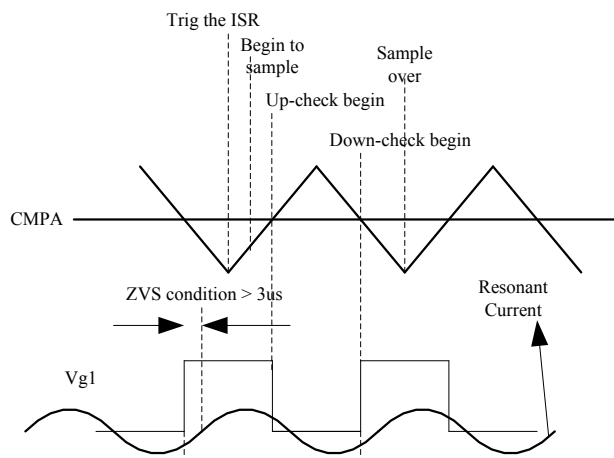 Trig the ISR
Begin to
sample
Up-check begin
Sample
over
Down-check begin
CMPA
ZVS condition > 3us
Resonant
Current
Vg1